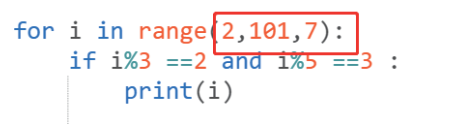 for i in range(2,101,7):
if i%3 ==2 and i%5 ==3 :
print(i)